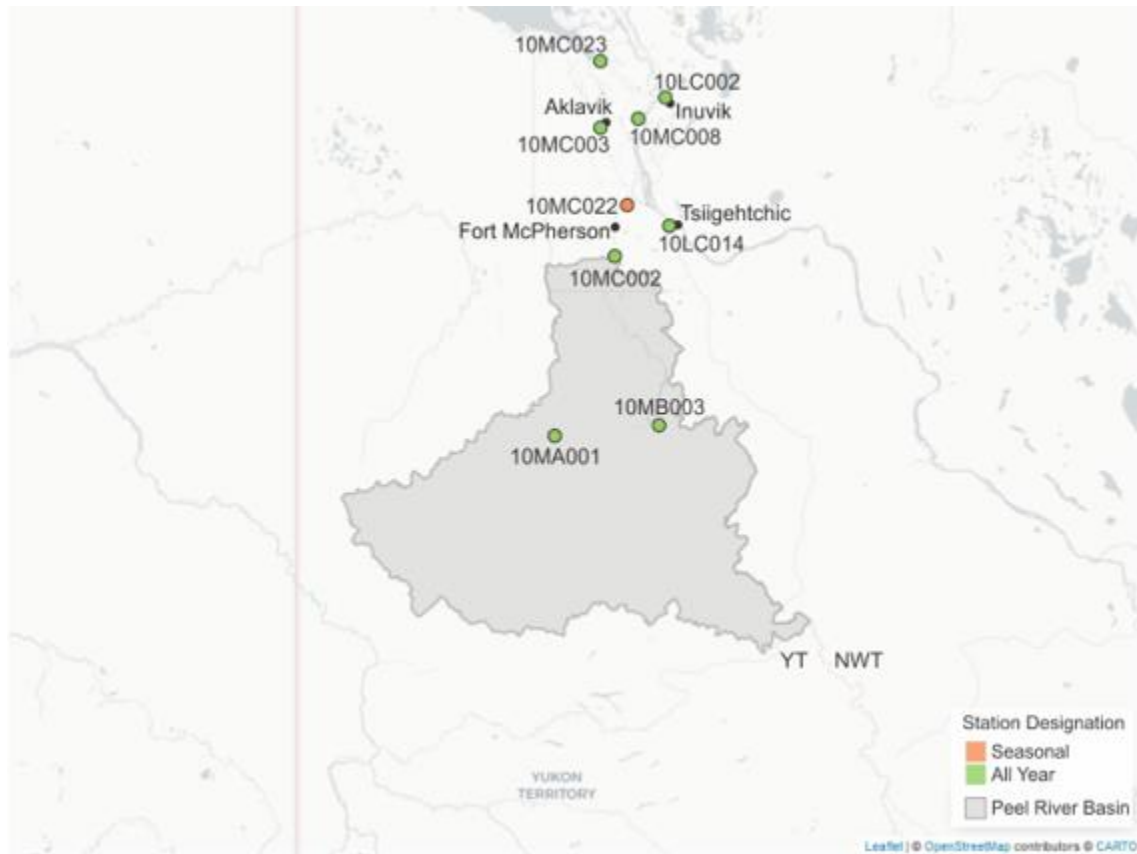 10MC023
10LC002
Aklavik
Inuvik
10MC003
10MC008
10MC022
Tsiigehtchic
Fort McPherson
10LC014
10MC002
10MB003
10MA001
YT NWT
Station Designation
Seasonal
All Year
Peel River Basin
YUKON
TERRITORY
Leaflet | © OpenStreetMap contributors © CARTO